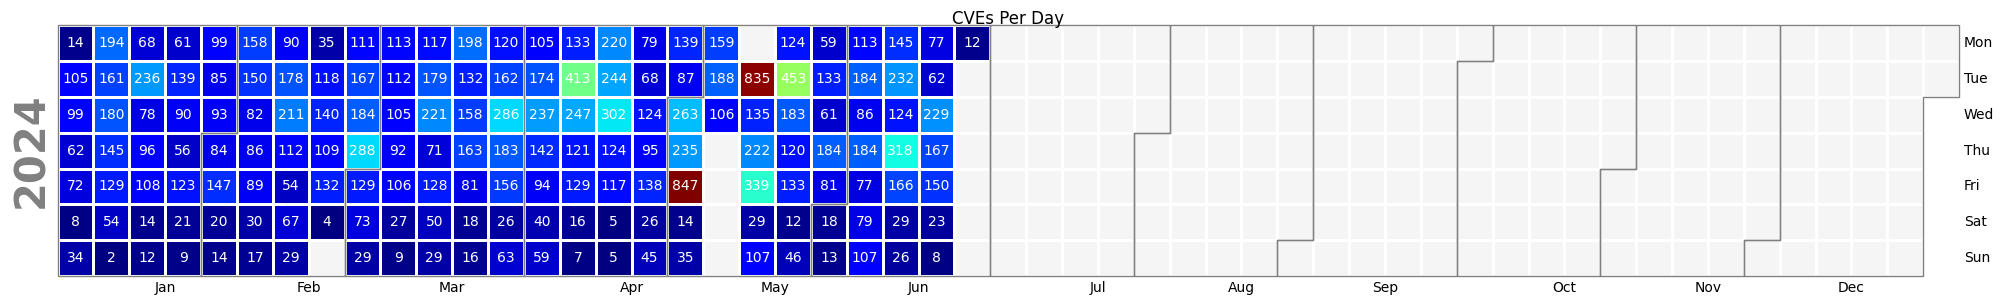 CVEs Per Day
2024
14 194 68 61 99 158 90 35 111 113 117 198 120 105 133 220 79 139 159 124 59 113 145 77 12 Mon
105 161 236 139 85 150 178 118 167 112 179 132 162 174 413 244 68 87 188 835 453 133 184 232 62 Tue
99 180 78 90 93 82 211 140 184 105 221 158 286 237 247 302 124 263 106 135 183 61 86 124 229 Wed
62 145 96 56 84 86 112 109 288 92 71 163 183 142 121 124 95 235 222 120 184 184 318 167 Thu
72 129 108 123 147 89 54 132 129 106 128 81 156 94 129 117 138 847 339 133 81 77 166 150 Fri
8 54 14 21 20 30 67 4 73 27 50 18 26 40 16 5 26 14 29 12 18 79 29 23 Sat
34 2 12 9 14 17 29 29 9 29 16 63 59 7 5 45 35 107 46 13 107 26 8 Sun
Jan Feb Mar Apr May Jun Jul Aug Sep Oct Nov Dec